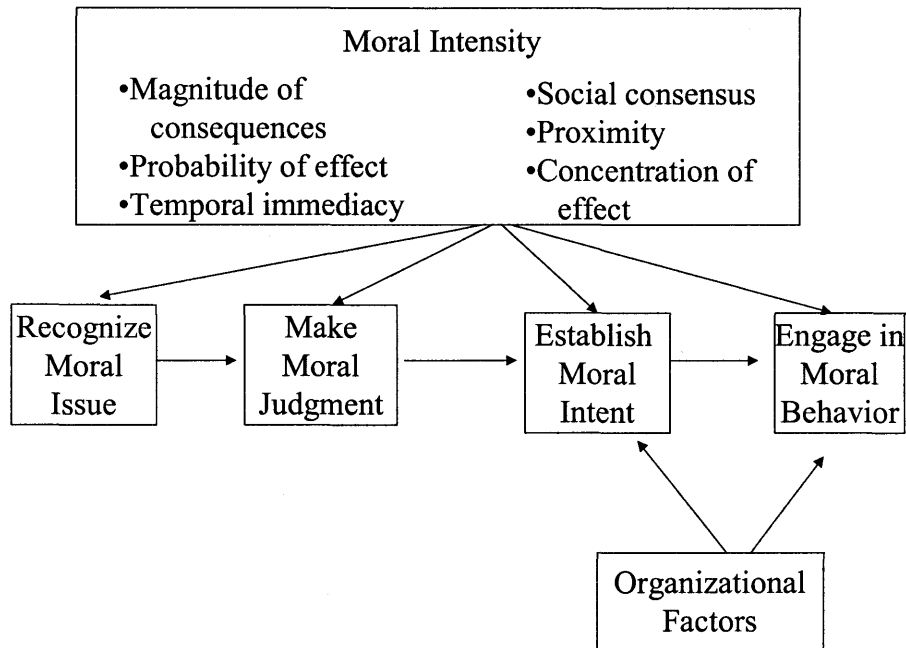 Moral Intensity
•Magnitude of
consequences
•Probability of effect
•Temporal immediacy
•Social consensus
•Proximity
•Concentration of
effect
Recognize
Moral
Issue
Make
Moral
Judgment
Establish
Moral
Intent
Engage in
Moral
Behavior
Organizational
Factors